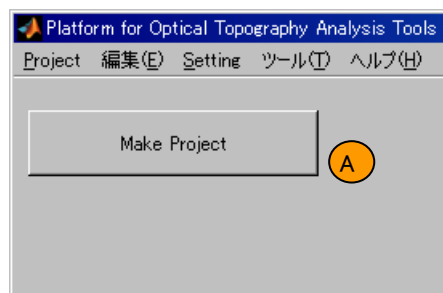 Platform for Optical Topography Analysis Tools
Project 編集(E) Setting ツール(T) ヘルプ(H)
Make Project
A